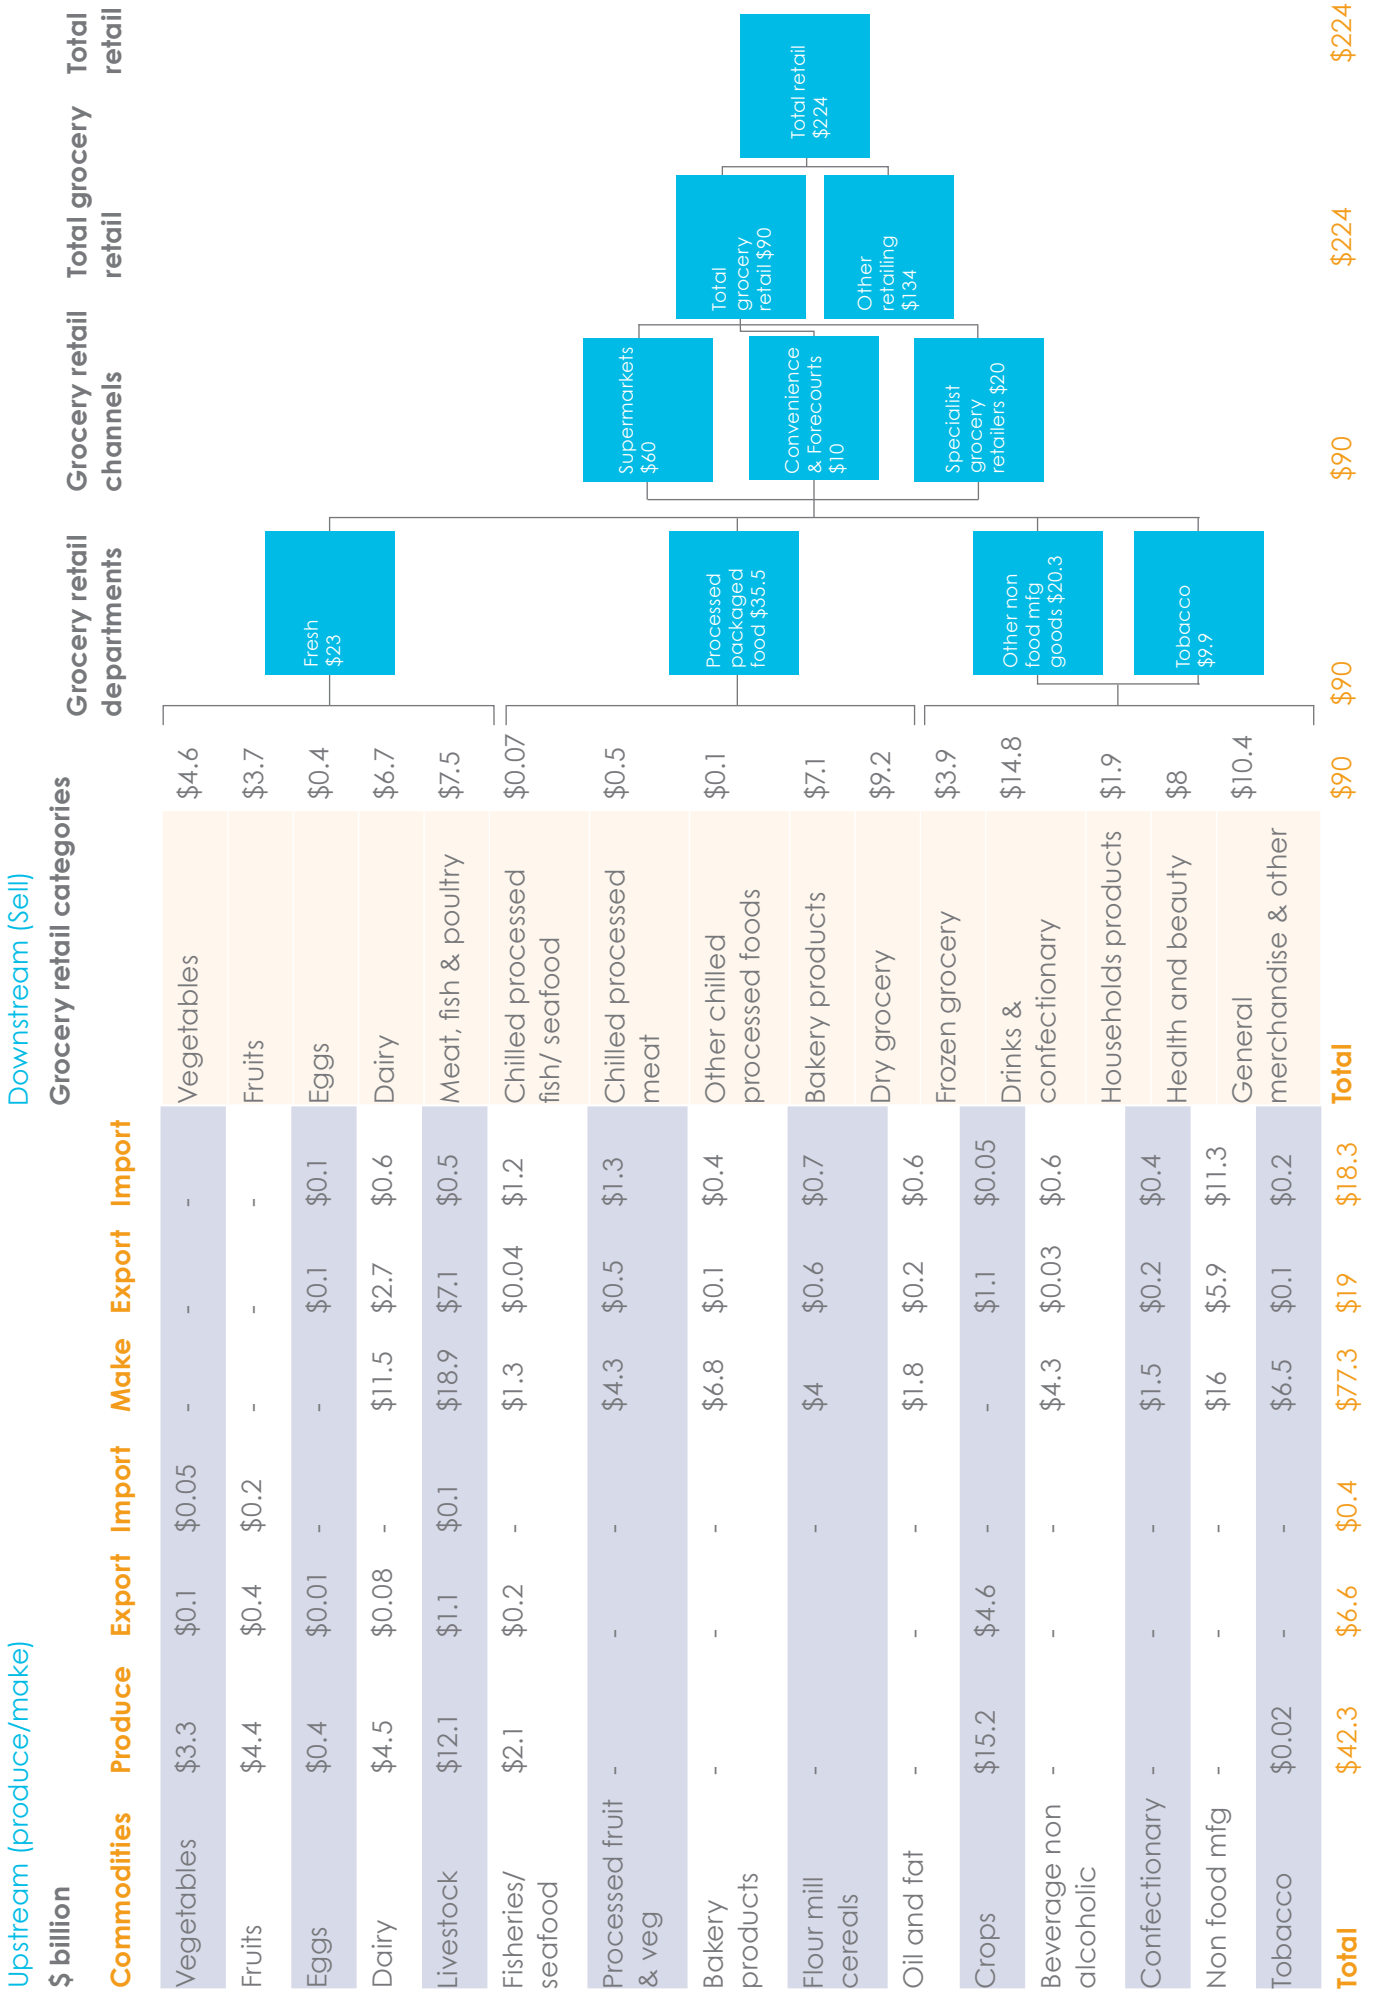 Upstream (produce/make)
Downstream (Sell)
$ billion
Grocery retail categories
Grocery retail
departments
Grocery retail
channels
Total grocery
retail
Total
retail
Commodities Produce Export Import Make Export Import
Vegetables $3.3 $0.1 $0.05 - - - - Vegetables $4.6
Fruits $4.4 $0.4 $0.2 - - - Fruits $3.7
Eggs $0.4 $0.01 - - $0.1 $0.1 Eggs $0.4
Dairy $4.5 $0.08 - $11.5 $2.7 $0.6 Dairy $6.7
Livestock $12.1 $1.1 $0.1 $18.9 $7.1 $0.5 Meat, fish & poultry $7.5
Fisheries/ $2.1 $0.2 - $1.3 $0.04 $1.2 Chilled processed $0.07
seafood fish/ seafood
Processed fruit - - - $4.3 $0.5 $1.3 Chilled processed $0.5
& veg meat
Bakery - - - $6.8 $0.1 $0.4 Other chilled $0.1
products processed foods
Flour mill - - - $4 $0.6 $0.7 Bakery products $7.1
cereals
Dry grocery $9.2
Oil and fat - - - $1.8 $0.2 $0.6
Frozen grocery $3.9
Crops $15.2 $4.6 - - $1.1 $0.05
Drinks & $14.8
confectionary
Beverage non - - - $4.3 $0.03 $0.6
alcoholic
Households products $1.9
Confectionary - - - $1.5 $0.2 $0.4
Health and beauty $8
Non food mfg - - - $16 $5.9 $11.3
General $10.4
merchandise & other
Tobacco $0.02 - - $6.5 $0.1 $0.2
Total $42.3 $6.6 $0.4 $77.3 $19 $18.3 Total $90 $90 $90 $224 $224
Fresh
$23
Processed
packaged
food $35.5
Other non
food mfg
goods $20.3
Tobacco
$9.9
Supermarkets
$60
Convenience
& Forecourts
$10
Specialist
grocery
retailers $20
Total
grocery
retail $90
Other
retailing
$134
Total retail
$224